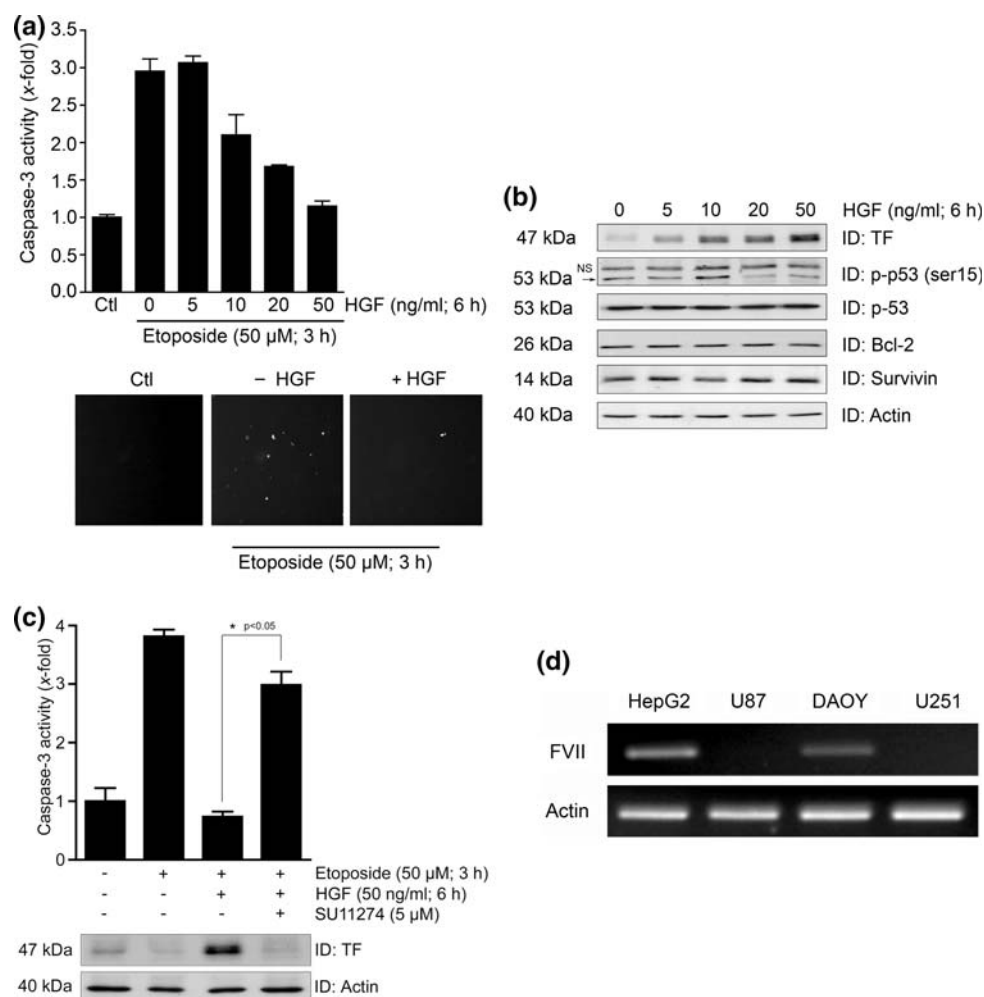 (a)
Caspase-3 activity (x-fold)
3.5
3.0
2.5
2.0
1.5
1.0
0.5
0.0
Ctl 0 5 10 20 50 HGF (ng/ml; 6 h)
Etoposide (50 µM; 3 h)
Ctl – HGF + HGF
Etoposide (50 µM; 3 h)
(b)
0 5 10 20 50 HGF (ng/ml; 6 h)
47 kDa ID: TF
NS
53 kDa ID: p-p53 (ser15)
53 kDa ID: p-53
26 kDa ID: Bcl-2
14 kDa ID: Survivin
40 kDa ID: Actin
(c)
Caspase-3 activity (x-fold)
4
3
2
1
0
* p<0.05
- + + + Etoposide (50 µM; 3 h)
- - + + HGF (50 ng/ml; 6 h)
- - - + SU11274 (5 µM)
47 kDa ID: TF
40 kDa ID: Actin
(d)
HepG2 U87 DAOY U251
FVII
Actin